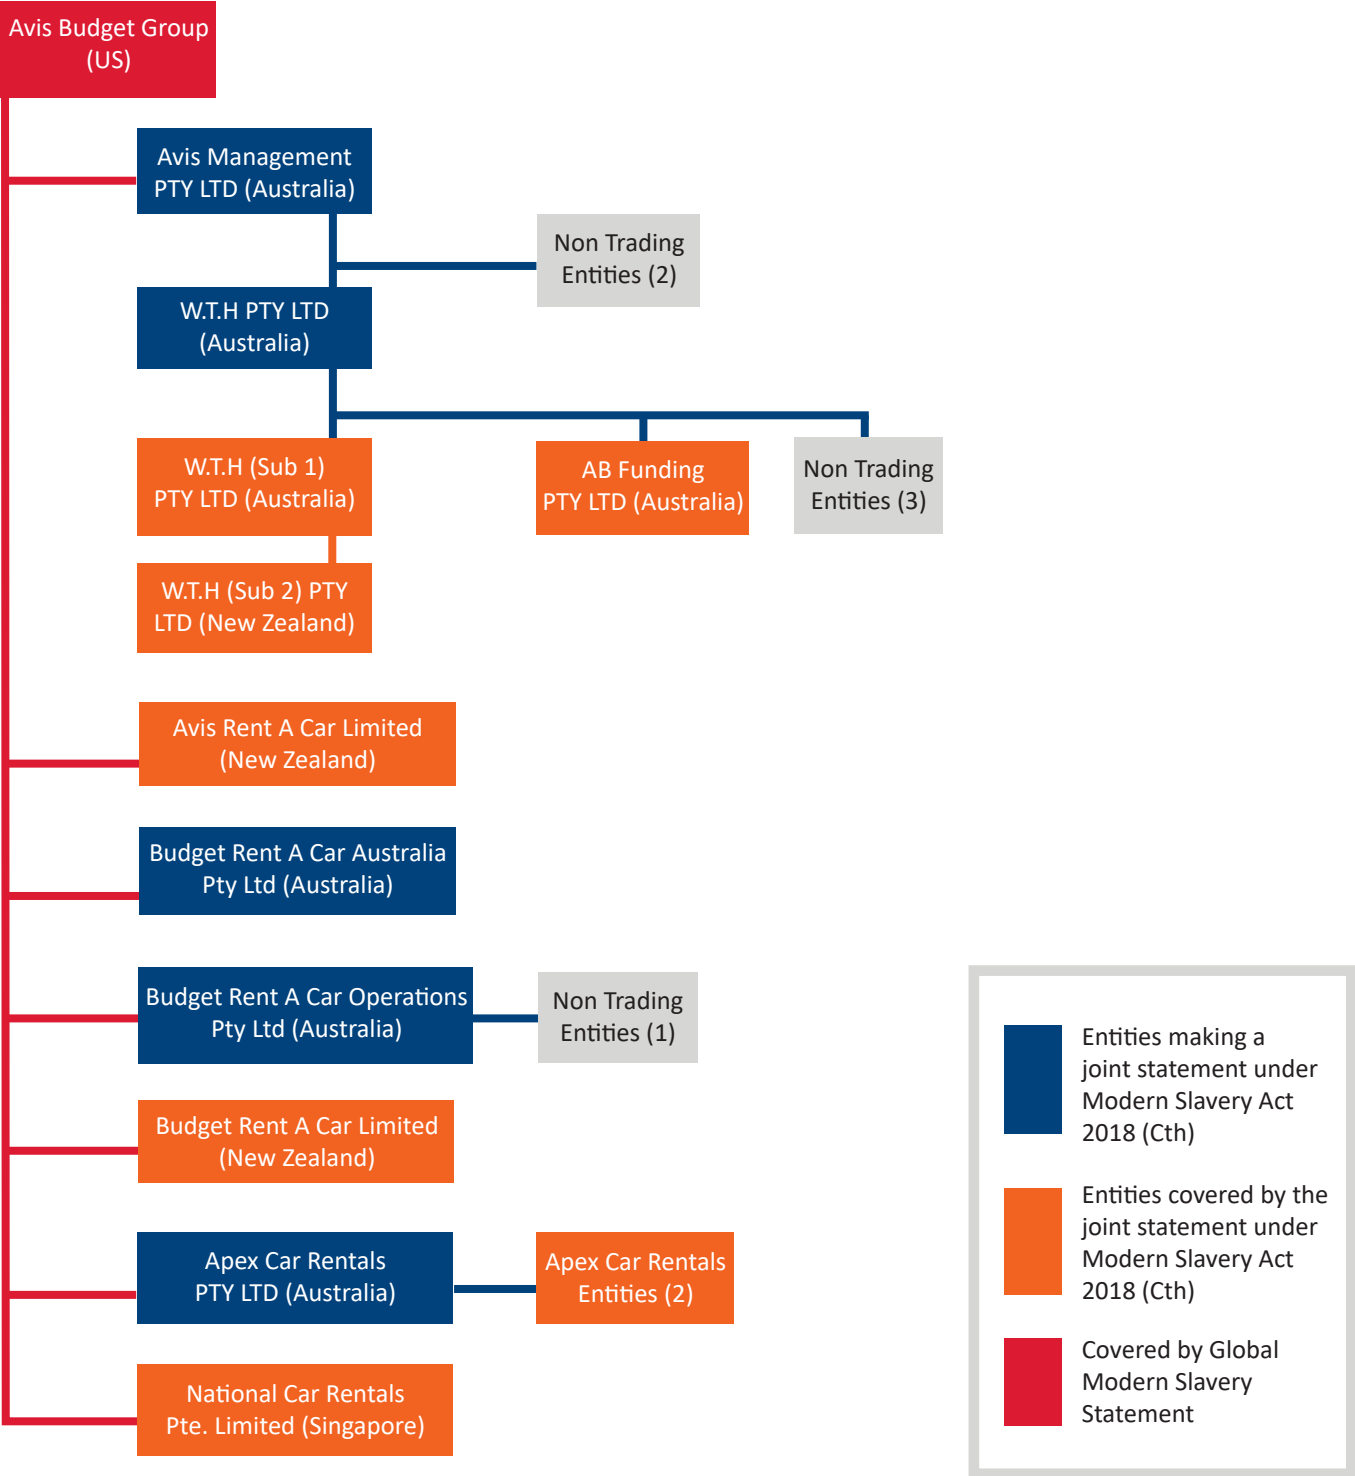 Avis Budget Group
(US)
Avis Management
PTY LTD (Australia)
Non Trading
Entities (2)
W.T.H PTY LTD
(Australia)
W.T.H (Sub 1)
PTY LTD (Australia)
AB Funding
PTY LTD (Australia)
Non Trading
Entities (3)
W.T.H (Sub 2) PTY
LTD (New Zealand)
Avis Rent A Car Limited
(New Zealand)
Budget Rent A Car Australia
Pty Ltd (Australia)
Budget Rent A Car Operations
Pty Ltd (Australia)
Non Trading
Entities (1)
Budget Rent A Car Limited
(New Zealand)
Apex Car Rentals
PTY LTD (Australia)
Apex Car Rentals
Entities (2)
National Car Rentals
Pte. Limited (Singapore)
Entities making a
joint statement under
Modern Slavery Act
2018 (Cth)
Entities covered by the
joint statement under
Modern Slavery Act
2018 (Cth)
Covered by Global
Modern Slavery
Statement